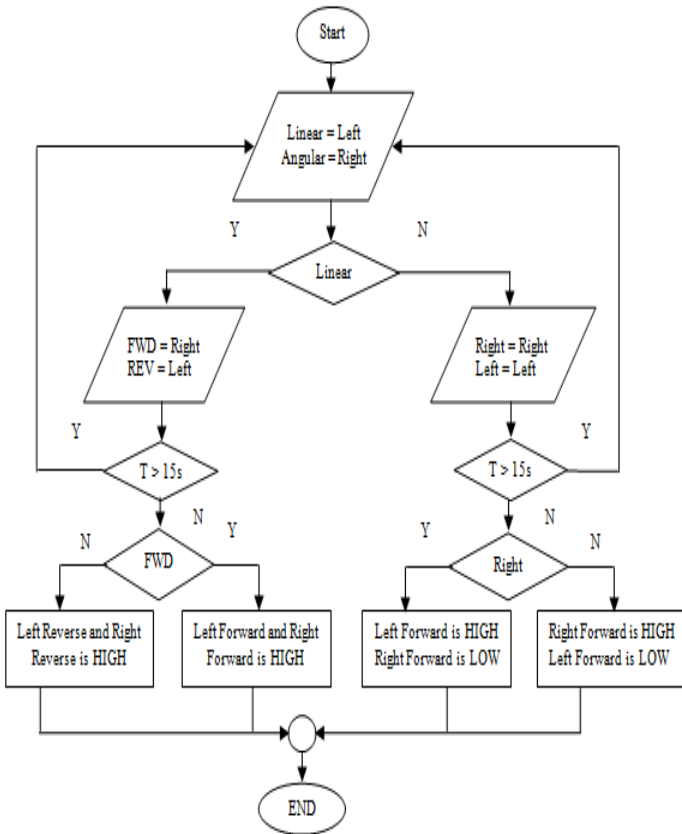 Start
Linear = Left
Angular = Right
Y
N
Linear
FWD = Right
REV = Left
Right = Right
Left = Left
Y
Y
T > 15s
T > 15s
N
N
N
Y
Y
N
FWD
Right
Left Reverse and Right
Reverse is HIGH
Left Forward and Right
Forward is HIGH
Left Forward is HIGH
Right Forward is LOW
Right Forward is HIGH
Left Forward is LOW
END